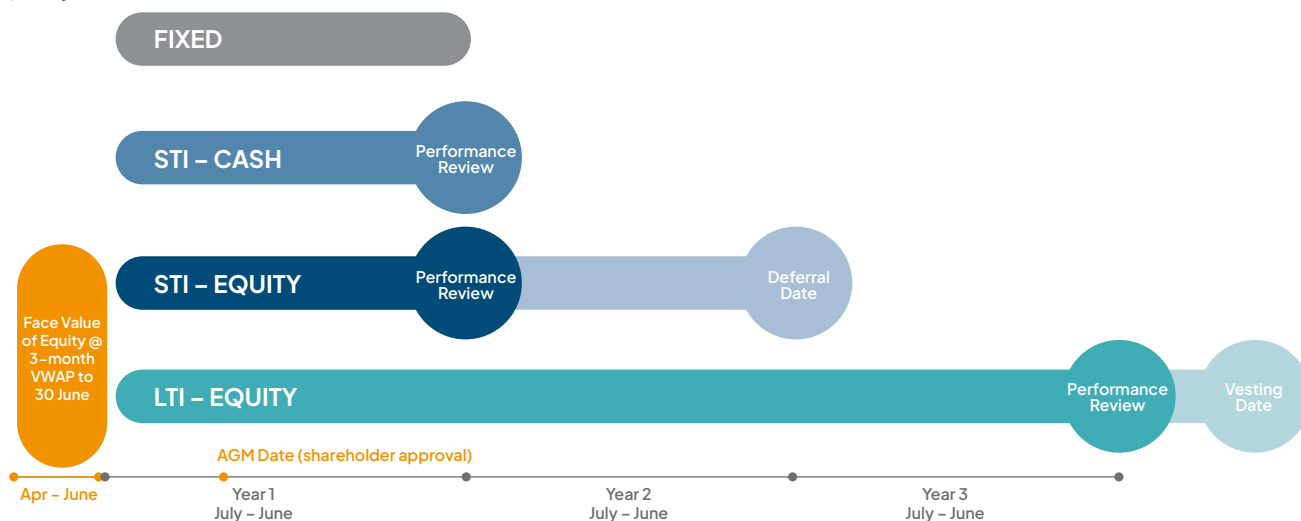 FIXED
STI – CASH
Performance
Review
STI – EQUITY
Performance
Review
Deferral
Date
Face Value
of Equity @
3-month
VWAP to
30 June
LTI – EQUITY
Performance
Review
Vesting
Date
AGM Date (shareholder approval)
Apr – June
Year 1
July – June
Year 2
July – June
Year 3
July – June